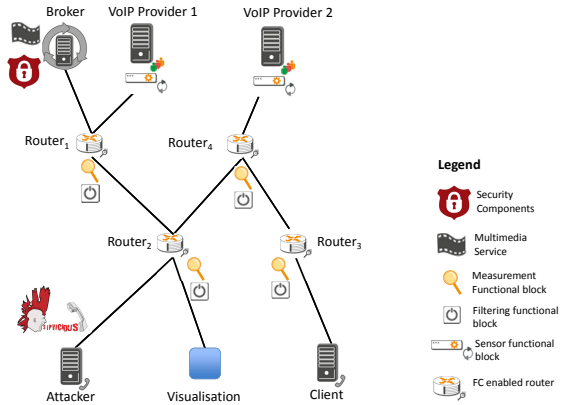 Broker
VoIP Provider 1
VoIP Provider 2
Router1
Router4
Router2
Router3
SIPVICIOUS
Attacker
Visualisation
Client
Legend
Security
Components
Multimedia
Service
Measurement
Functional block
Filtering functional
block
Sensor functional
block
FC enabled router